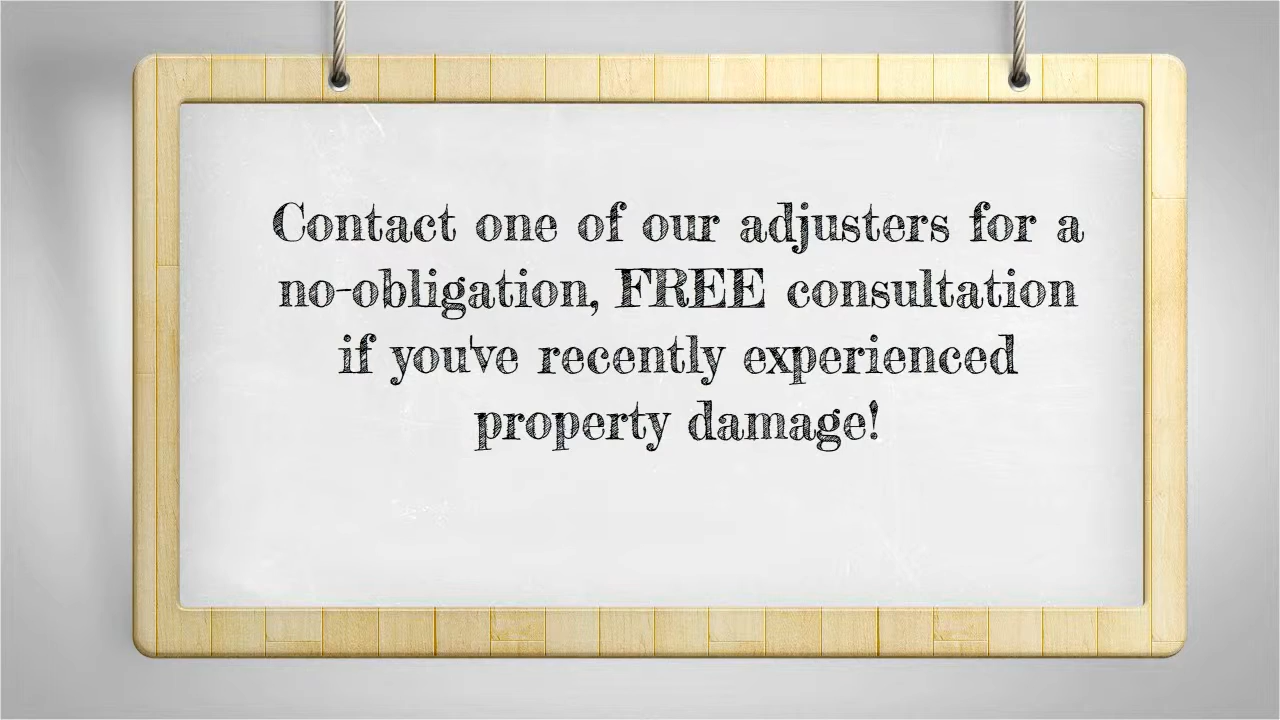 Contact one of our adjusters for a
no-obligation, FREE consultation
if you've recently experienced
property damage!